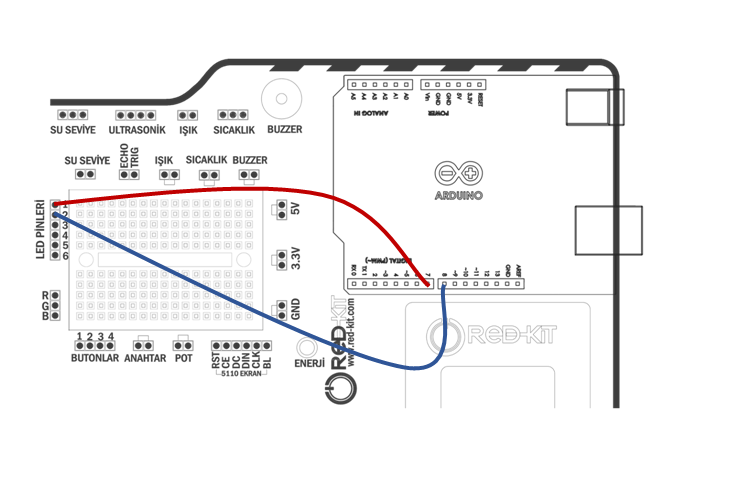 SU SEVİYE
ULTRASONİK
IŞIK
SICAKLIK
BUZZER
SU SEVİYE
ECHO
TRIG
IŞIK
SICAKLIK
BUZZER
LED PİNLERİ
1
2
3
4
5
6
R
G
B
5V
3.3V
GND
1 2 3 4
BUTONLAR
ANAHTAR
POT
RST
CE
DC
DIN
CLK
BL
5110 EKRAN
ENERJİ
RED-KIT
www.red-kit.com
A5
A4
A3
A2
A1
A0
ANALOG IN
Vin
GND
GND
5V
3.3V
RESET
POWER
ARDUINO
DIGITAL (PWM~)
RX 0
TX 1
2
~3
4
~5
7
8
~9
~10
~11
12
13
GND
AREF
RED-KIT